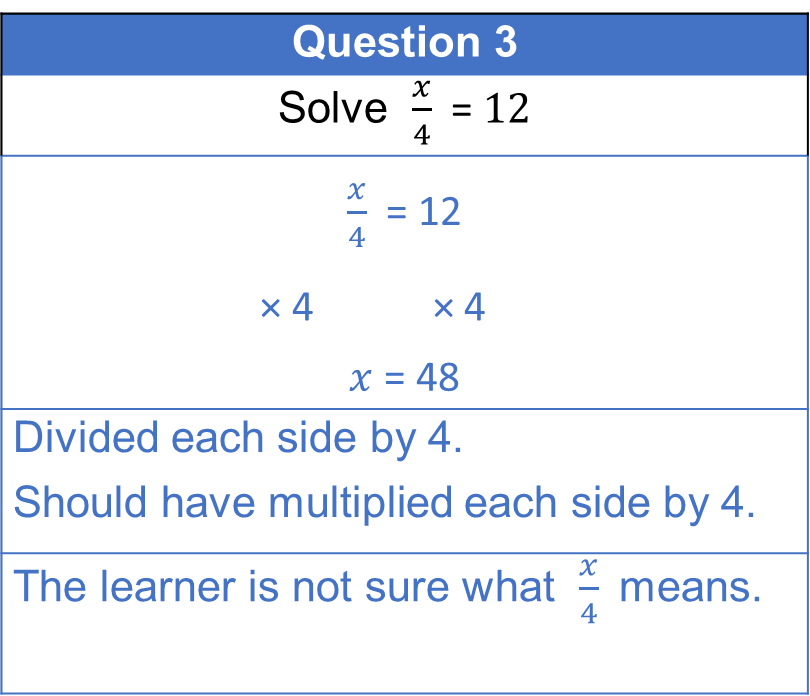 Question 3
Solve x/4 = 12
x/4 = 12
× 4 × 4
x = 48
Divided each side by 4.
Should have multiplied each side by 4.
The learner is not sure what x/4 means.